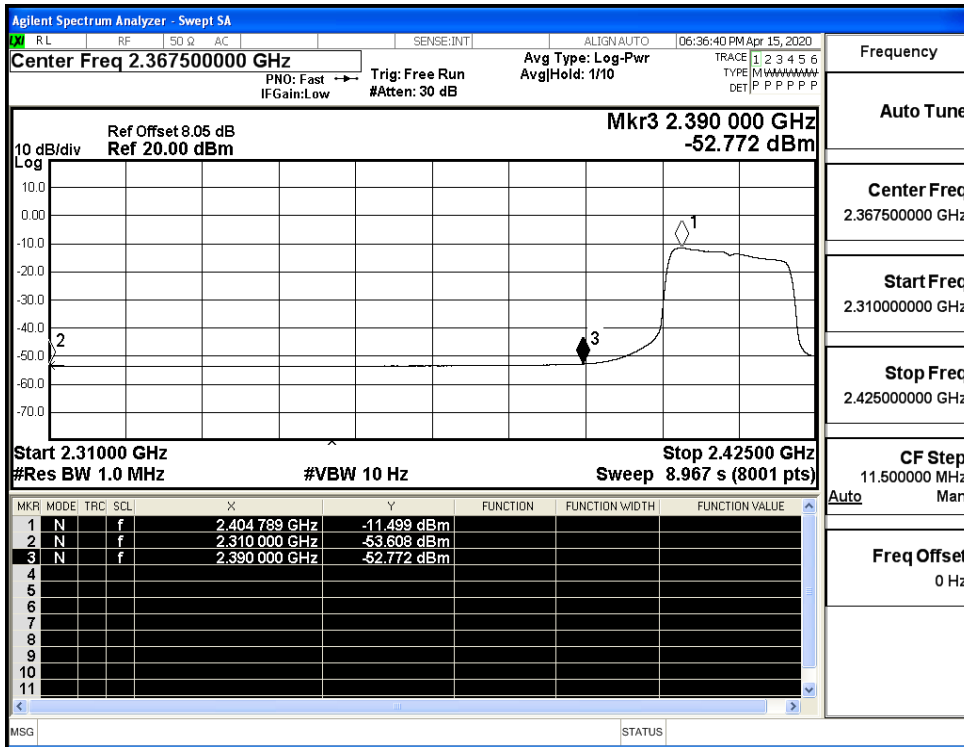 Agilent Spectrum Analyzer - Swept SA
LXI RL RF 50 Ω AC SENSE:INT ALIGN AUTO 06:36:40 PM Apr 15, 2020
Center Freq 2.367500000 GHz
PNO: Fast
IFGain:Low
Trig: Free Run
#Atten: 30 dB
Avg Type: Log-Pwr
Avg|Hold: 1/10
TRACE 1 2 3 4 5 6
TYPE M W W W W W
DET P P P P P P
Mkr3 2.390 000 GHz
-52.772 dBm
Ref Offset 8.05 dB
10 dB/div Ref 20.00 dBm
Log
10.0
0.00
-10.0
-20.0
-30.0
-40.0
-50.0
-60.0
-70.0
1
2
3
Start 2.31000 GHz Stop 2.42500 GHz
#Res BW 1.0 MHz #VBW 10 Hz Sweep 8.967 s (8001 pts)
MKR MODE TRC SCL X Y FUNCTION FUNCTION WIDTH FUNCTION VALUE
1 N f 2.404 789 GHz -11.499 dBm
2 N f 2.310 000 GHz -53.608 dBm
3 N f 2.390 000 GHz -52.772 dBm
4
5
6
7
8
9
10
11
MSG STATUS
Frequency
Auto Tune
Center Freq
2.367500000 GHz
Start Freq
2.310000000 GHz
Stop Freq
2.425000000 GHz
CF Step
11.500000 MHz
Auto Man
Freq Offset
0 Hz